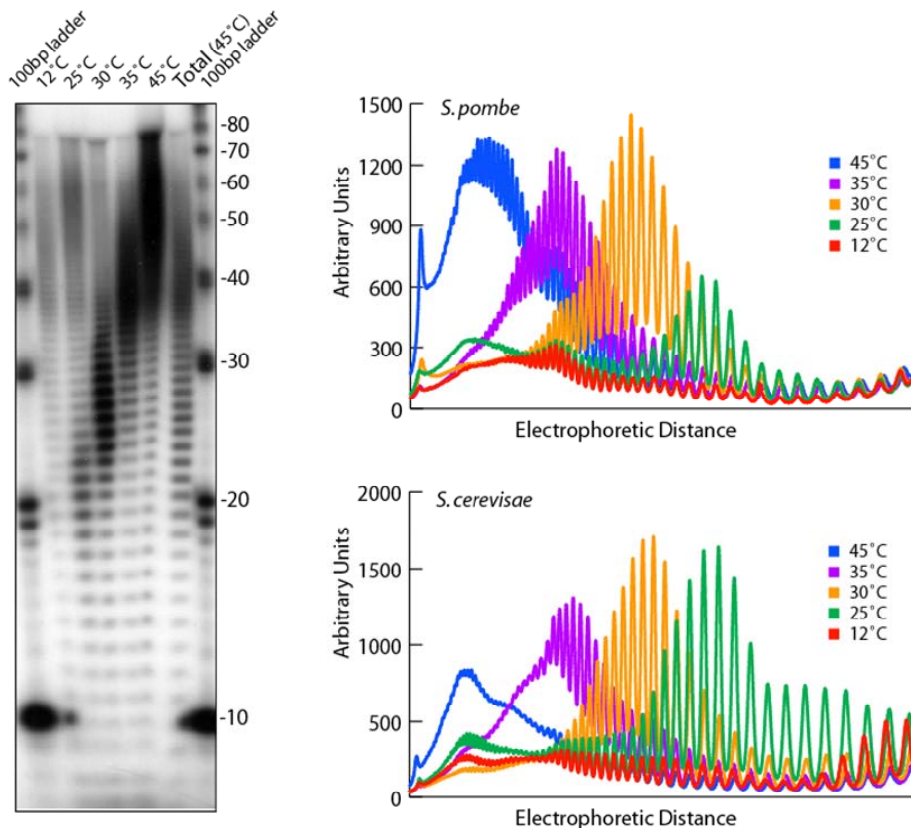 100bp ladder
12˚C
25˚C
30˚C
35˚C
45˚C
Total (45˚C)
100bp ladder
-80
-70
-60
-50
-40
-30
-20
-10
S. pombe
1500
1200
900
600
300
0
Arbitrary Units
45˚C
35˚C
30˚C
25˚C
12˚C
Electrophoretic Distance
S. cerevisae
2000
1500
1000
500
0
Arbitrary Units
45˚C
35˚C
30˚C
25˚C
12˚C
Electrophoretic Distance